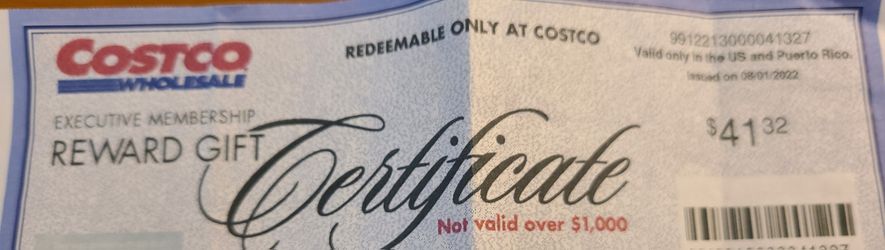 REDEEMABLE ONLY AT COSTCO
9912213000041327
Valid only in the US and Puerto Rico.
Issued on 08/01/2022
COSTCO
WHOLESALE
EXECUTIVE MEMBERSHIP
REWARD GIFT
Certificate
$41 32
Not valid over $1,000